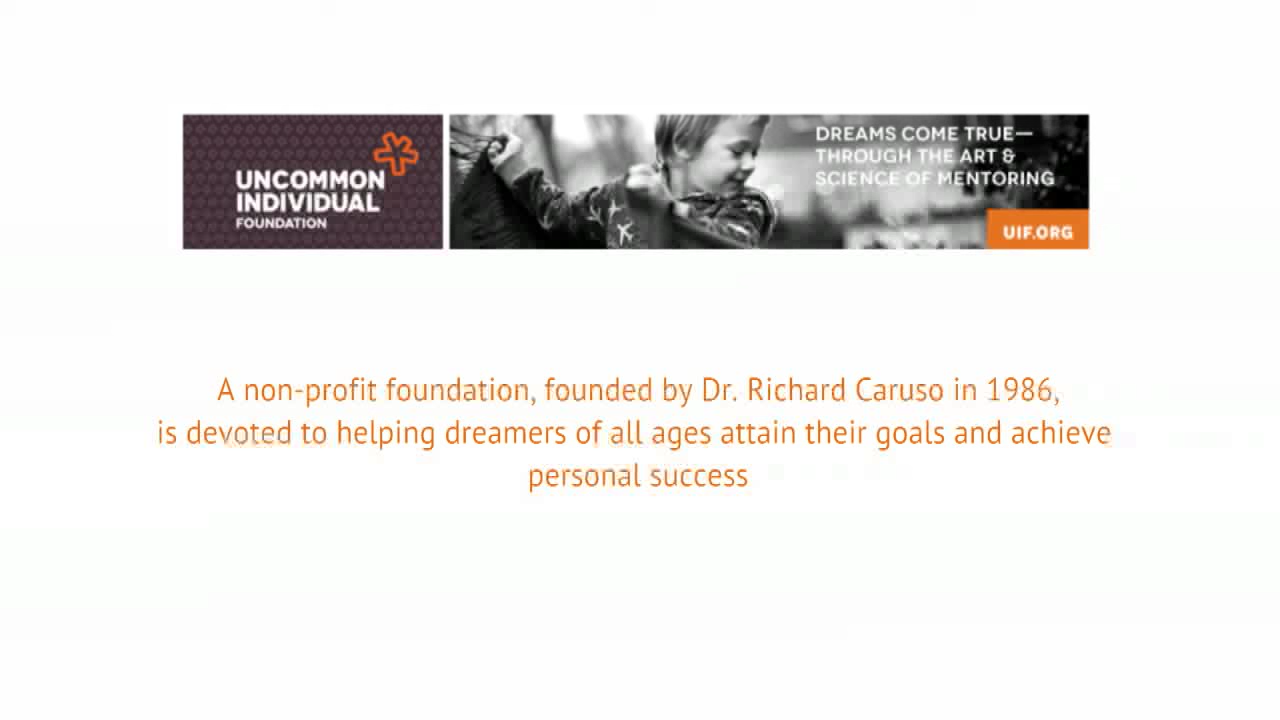 UNCOMMON
INDIVIDUAL
FOUNDATION
DREAMS COME TRUE—
THROUGH THE ART &
SCIENCE OF MENTORING
UIF.ORG
A non-profit foundation, founded by Dr. Richard Caruso in 1986,
is devoted to helping dreamers of all ages attain their goals and achieve
personal success